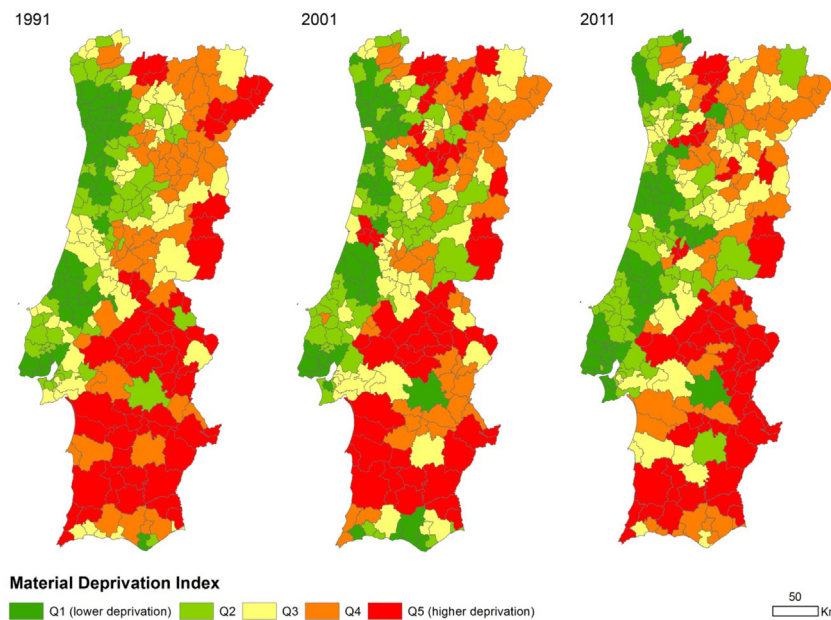 1991 2001 2011
Material Deprivation Index
50
Q1 (lower deprivation) Q2 Q3 Q4 Q5 (higher deprivation)